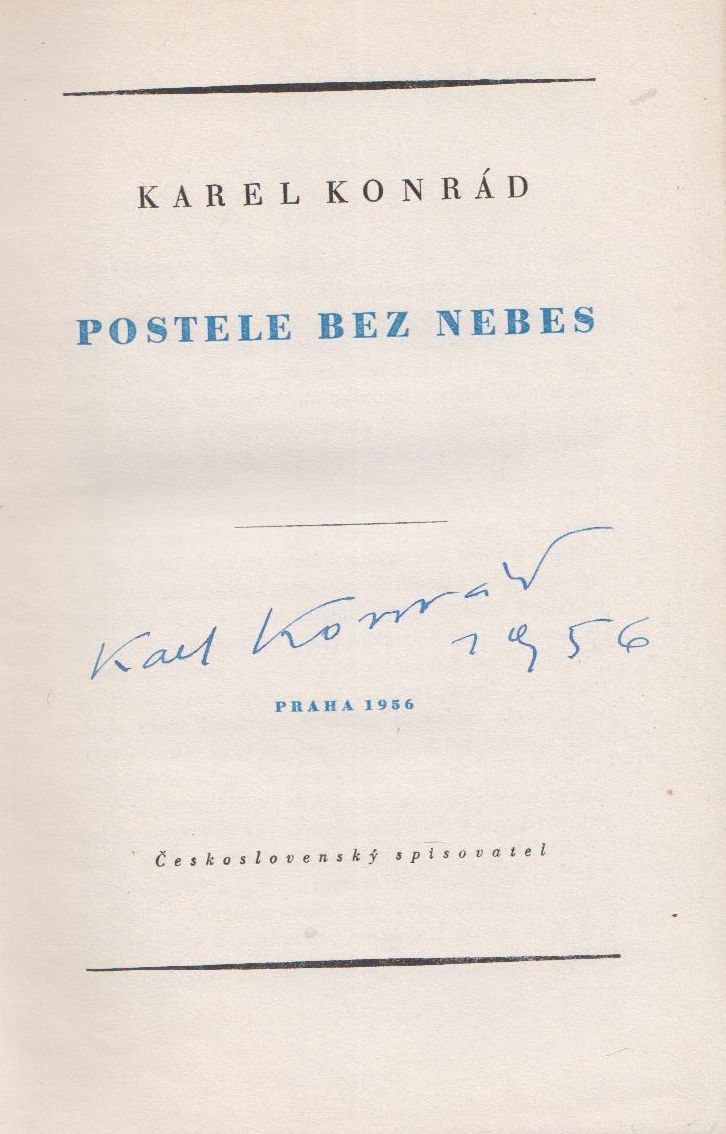 KAREL KONRÁD
POSTELE BEZ NEBES
Karel Konrád
1956
PRAHA 1956
Československý spisovatel